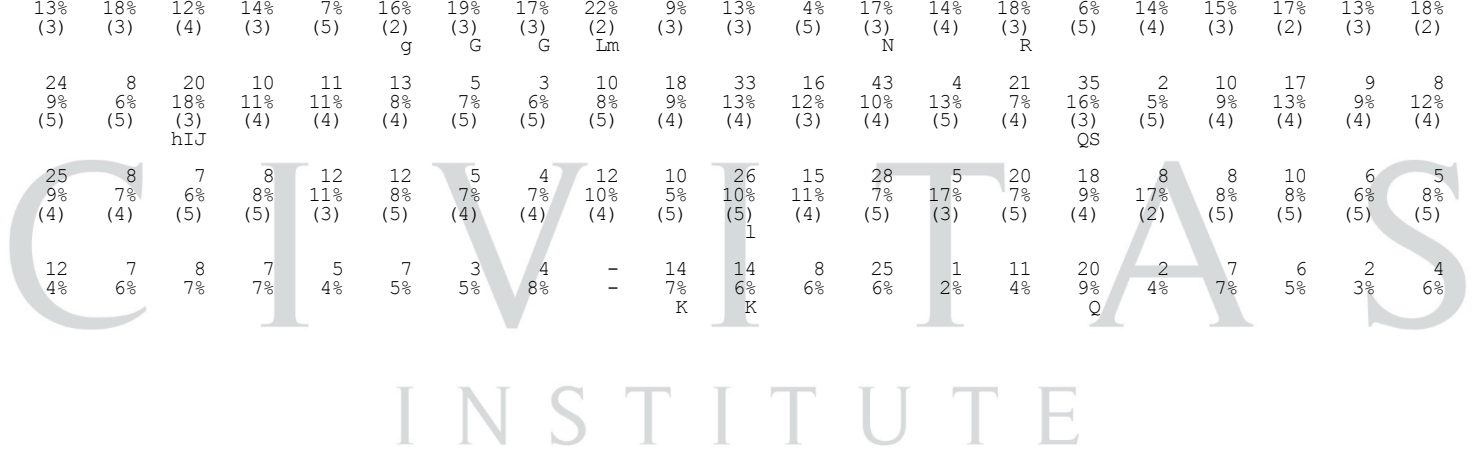 13% 18% 12% 14% 7% 16% 19% 17% 22% 9% 13% 4% 17% 14% 18% 6% 14% 15% 17% 13% 18%
(3) (3) (4) (3) (5) (2) (3) (3) (2) (3) (3) (5) (3) (4) (3) (5) (4) (3) (2) (3) (2)
g G G Lm N R
24 8 20 10 11 13 5 3 10 18 33 16 43 4 21 35 2 10 17 9 8
9% 6% 18% 11% 11% 8% 7% 6% 8% 9% 13% 12% 10% 13% 7% 16% 5% 9% 13% 9% 12%
(5) (5) (3) (4) (4) (4) (5) (5) (5) (4) (4) (3) (4) (5) (4) (3) (5) (4) (4) (4) (4)
hIJ QS
25 8 7 8 12 12 5 4 12 10 26 15 28 5 20 18 8 8 10 6 5
9% 7% 6% 8% 11% 8% 7% 7% 10% 5% 10% 11% 7% 17% 7% 9% 17% 8% 8% 6% 8%
(4) (4) (5) (5) (3) (5) (4) (4) (4) (5) (5) (4) (5) (3) (5) (4) (2) (5) (5) (5) (5)
l
12 7 8 7 5 7 3 4 - 14 14 8 25 1 11 20 2 7 6 2 4
4% 6% 7% 7% 4% 5% 5% 8% - 7% 6% 6% 6% 2% 4% 9% 4% 7% 5% 3% 6%
K K Q
CIVITAS
INSTITUTE